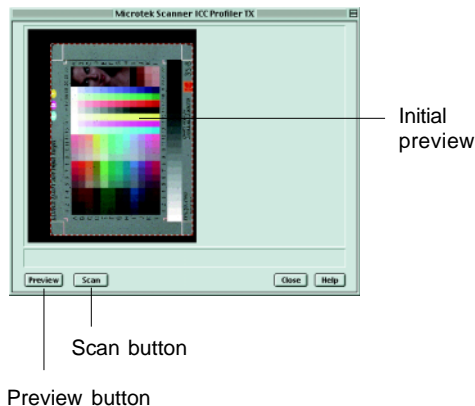 Microtek Scanner ICC Profiler TX
Initial
preview
Preview Scan Close Help
Scan button
Preview button